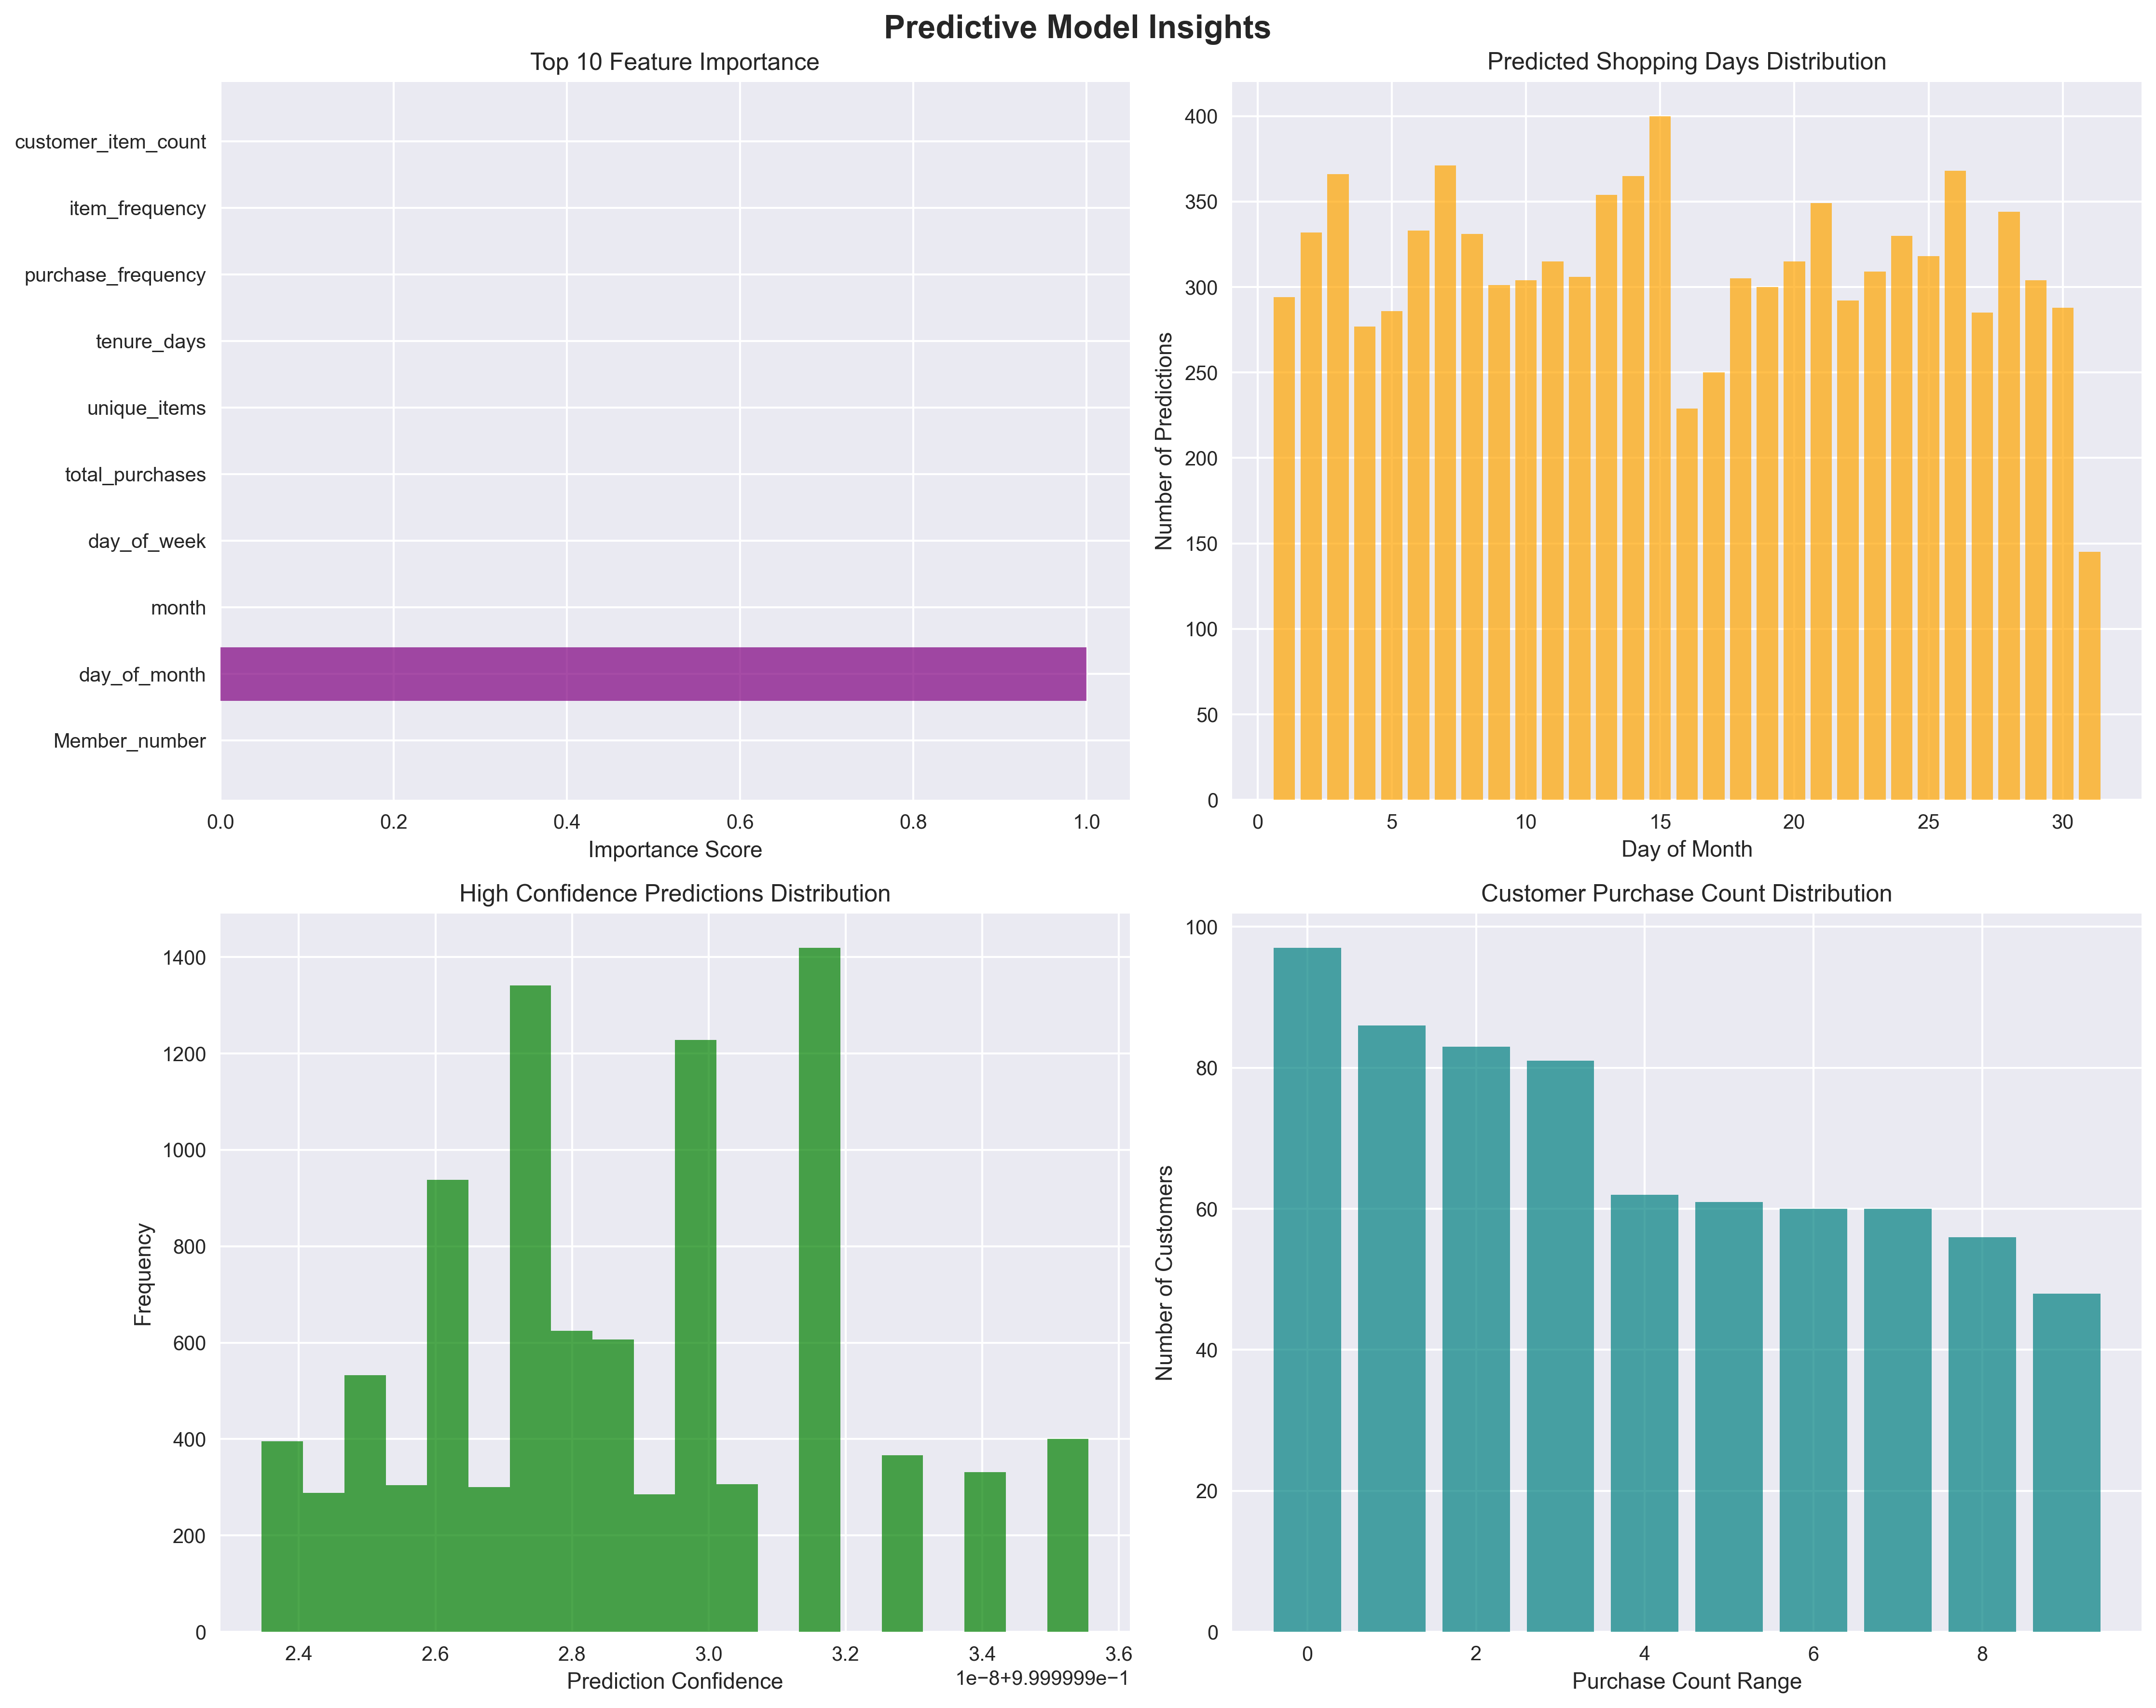 Predictive Model Insights
Top 10 Feature Importance
customer_item_count
item_frequency
purchase_frequency
tenure_days
unique_items
total_purchases
day_of_week
month
day_of_month
Member_number
0.0 0.2 0.4 0.6 0.8 1.0
Importance Score
Predicted Shopping Days Distribution
Number of Predictions
400
350
300
250
200
150
100
50
0
0 5 10 15 20 25 30
Day of Month
High Confidence Predictions Distribution
Frequency
1400
1200
1000
800
600
400
200
0
2.4 2.6 2.8 3.0 3.2 3.4 3.6
1e−8+9.999999e−1
Prediction Confidence
Customer Purchase Count Distribution
Number of Customers
100
80
60
40
20
0
0 2 4 6 8
Purchase Count Range